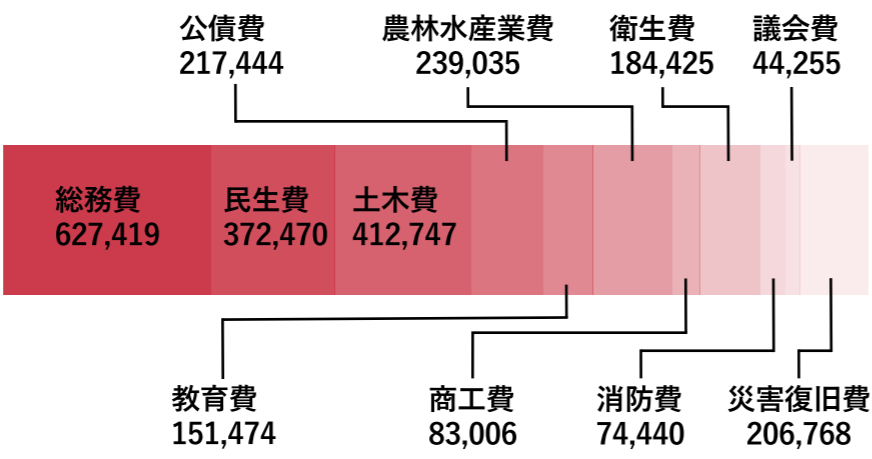 公債費
217,444
農林水産業費
239,035
衛生費
184,425
議会費
44,255
総務費
627,419
民生費
372,470
土木費
412,747
教育費
151,474
商工費
83,006
消防費
74,440
災害復旧費
206,768